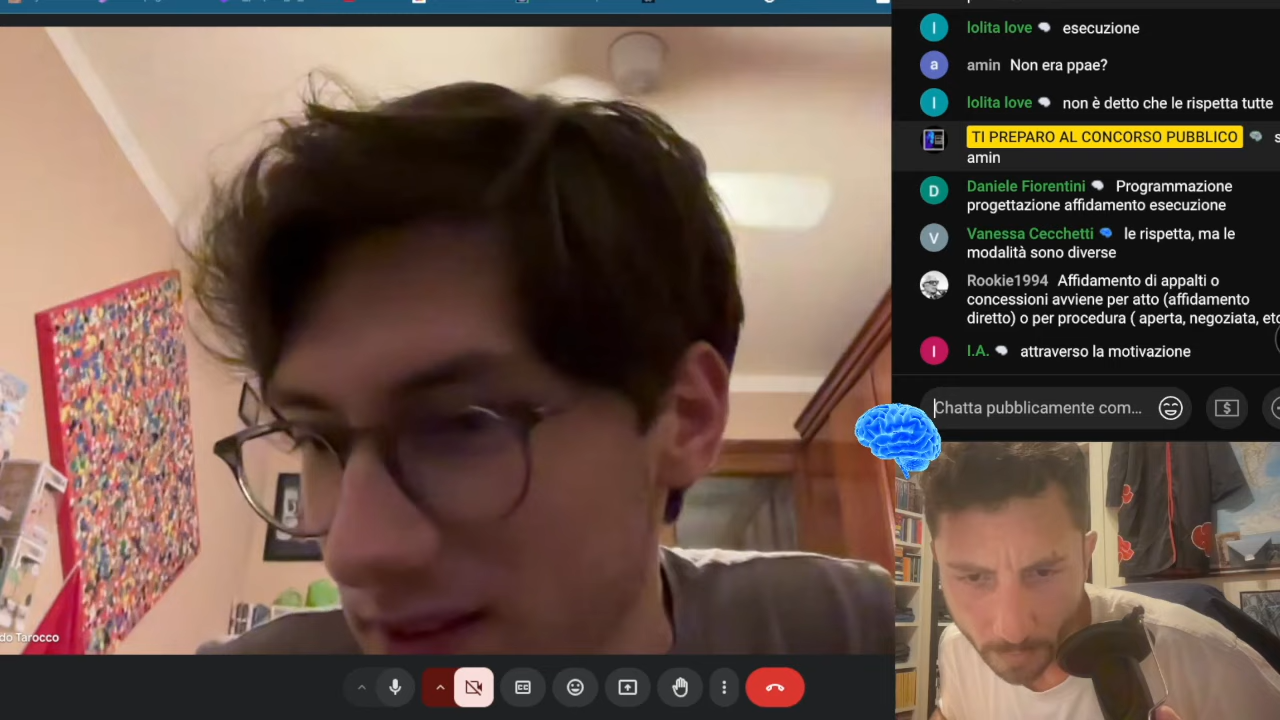 lolita love esecuzione
amin Non era ppae?
lolita love non è detto che le rispetta tutte
TI PREPARO AL CONCORSO PUBBLICO s
amin
Daniele Fiorentini Programmazione
progettazione affidamento esecuzione
Vanessa Cecchetti le rispetta, ma le
modalità sono diverse
Rookie1994 Affidamento di appalti o
concessioni avviene per atto (affidamento
diretto) o per procedura ( aperta, negoziata, etc
I.A. attraverso la motivazione
Chatta pubblicamente com...
do Tarocco